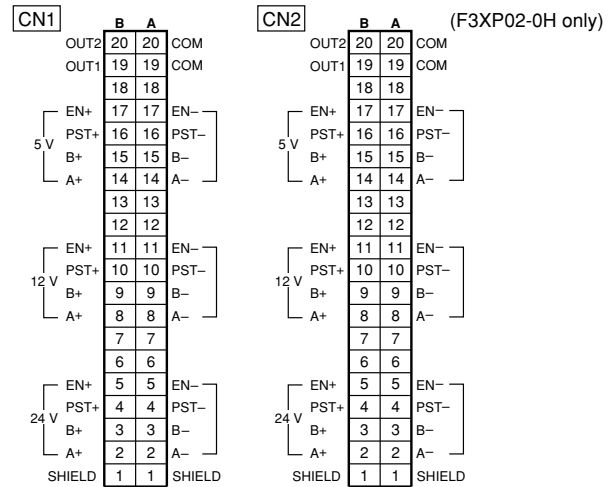 CN1 CN2 (F3XP02-0H only)
B A B A
OUT2 20 20 COM OUT2 20 20 COM
OUT1 19 19 COM OUT1 19 19 COM
18 18 18 18
EN+ 17 17 EN– EN+ 17 17 EN–
PST+ 16 16 PST– PST+ 16 16 PST–
5 V 5 V
B+ 15 15 B– B+ 15 15 B–
A+ 14 14 A– A+ 14 14 A–
13 13 13 13
12 12 12 12
EN+ 11 11 EN– EN+ 11 11 EN–
PST+ 10 10 PST– PST+ 10 10 PST–
12 V 12 V
B+ 9 9 B– B+ 9 9 B–
A+ 8 8 A– A+ 8 8 A–
7 7 7 7
6 6 6 6
EN+ 5 5 EN– EN+ 5 5 EN–
PST+ 4 4 PST– PST+ 4 4 PST–
24 V 24 V
B+ 3 3 B– B+ 3 3 B–
A+ 2 2 A– A+ 2 2 A–
SHIELD 1 1 SHIELD SHIELD 1 1 SHIELD